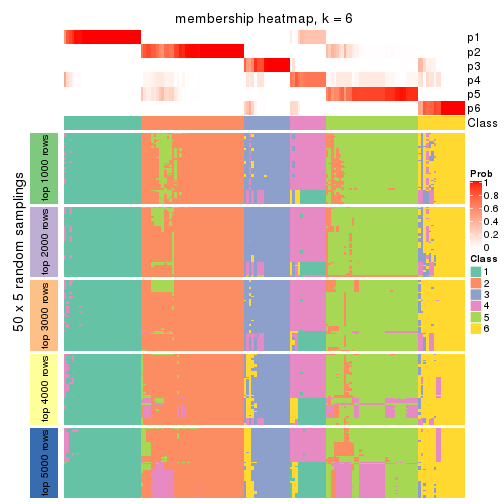 membership heatmap, k = 6
p1
p2
p3
p4
p5
p6
Class
50 x 5 random samplings
top 1000 rows
top 2000 rows
top 3000 rows
top 4000 rows
top 5000 rows
Prob
1
0.8
0.6
0.4
0.2
0
Class
1
2
3
4
5
6